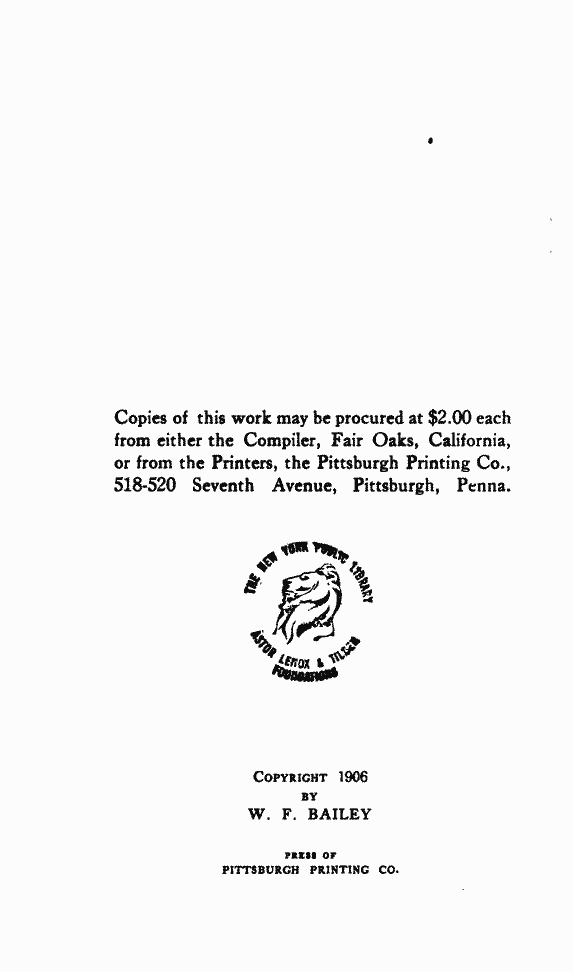 Copies of this work may be procured at $2.00 each
from either the Compiler, Fair Oaks, California,
or from the Printers, the Pittsburgh Printing Co.,
518-520 Seventh Avenue, Pittsburgh, Penna.
THE NEW YORK PUBLIC LIBRARY
ASTOR LENOX & TILDEN
FOUNDATIONS
COPYRIGHT 1906
BY
W. F. BAILEY
PRESS OF
PITTSBURGH PRINTING CO.